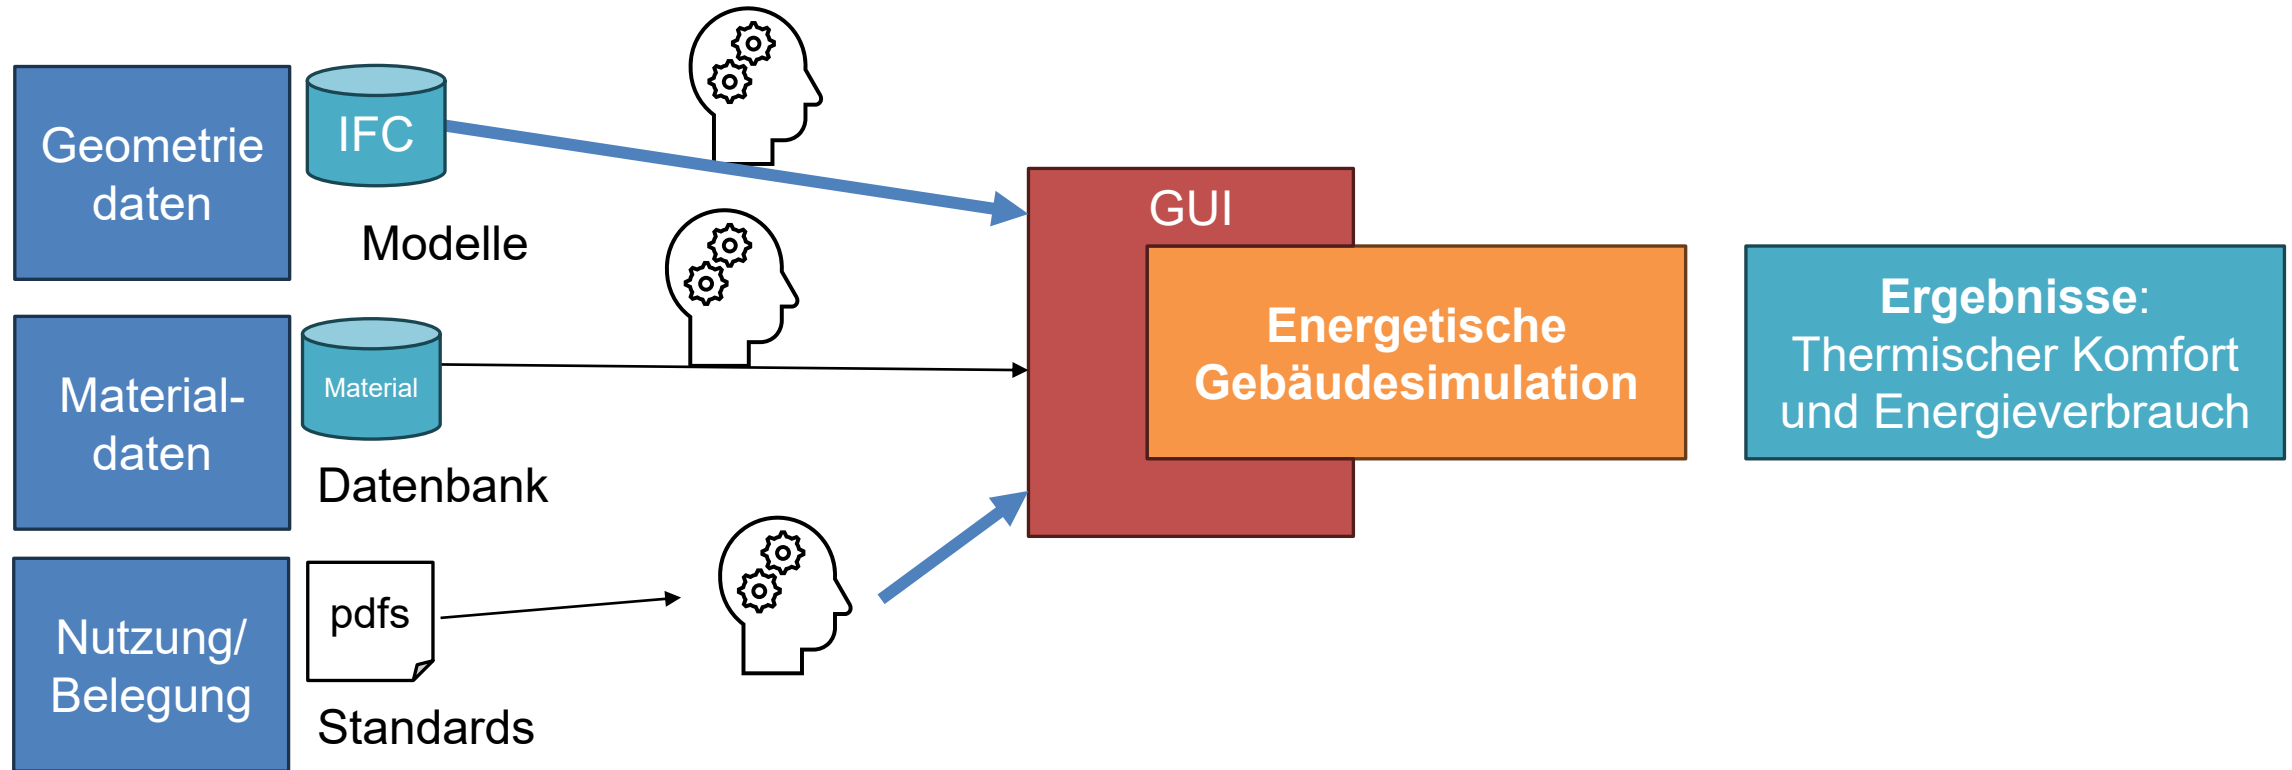 Geometrie
daten
IFC
Modelle
Material-
daten
Material
Datenbank
Nutzung/
Belegung
pdfs
Standards
GUI
Energetische
Gebäudesimulation
Ergebnisse:
Thermischer Komfort
und Energieverbrauch